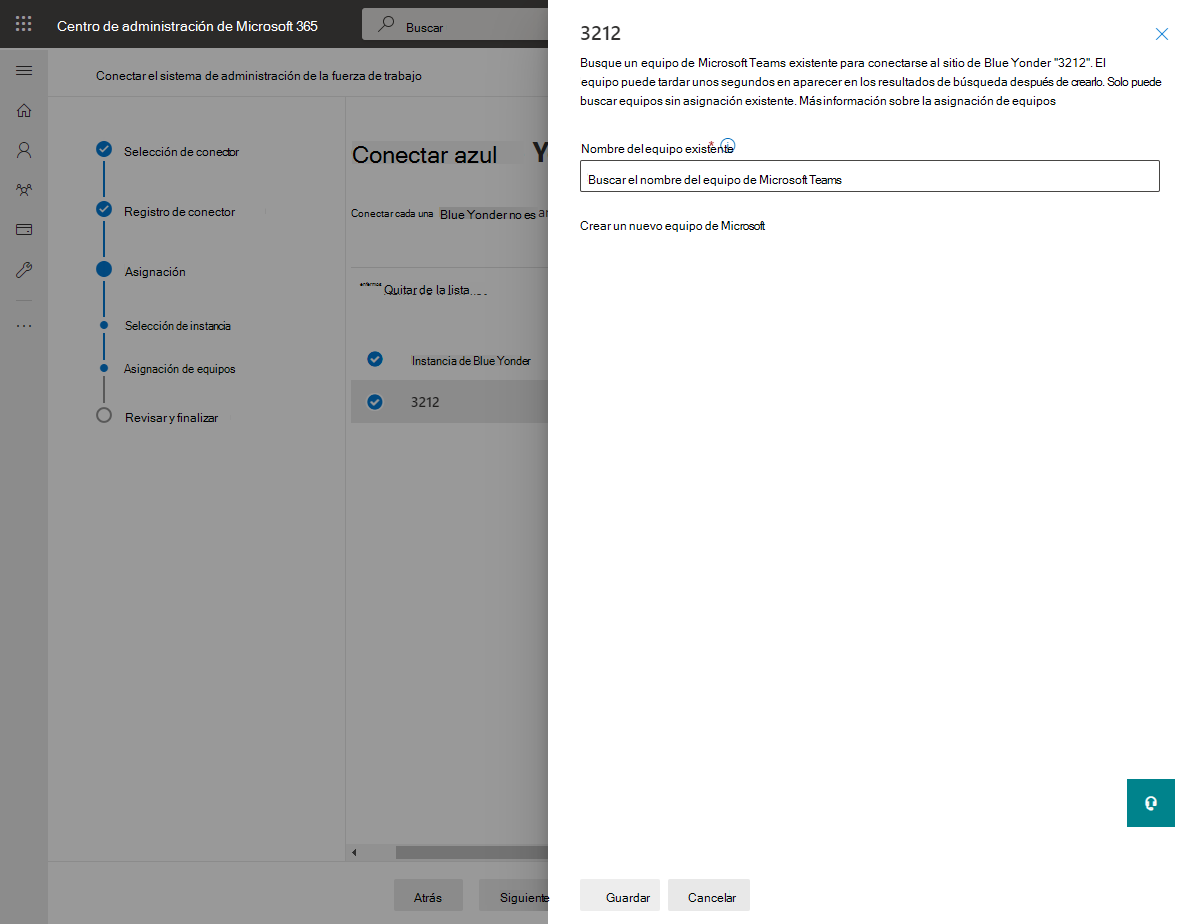 Centro de administración de Microsoft 365
Buscar
Conectar el sistema de administración de la fuerza de trabajo
Selección de conector
Registro de conector
Asignación
Selección de instancia
Asignación de equipos
Revisar y finalizar
Conectar azul Y
Conectar cada una Blue Yonder no es
enfermos Quitar de la lista
Instancia de Blue Yonder
3212
Atrás
Siguiente
3212
Busque un equipo de Microsoft Teams existente para conectarse al sitio de Blue Yonder "3212". El
equipo puede tardar unos segundos en aparecer en los resultados de búsqueda después de crearlo. Solo puede
buscar equipos sin asignación existente. Más información sobre la asignación de equipos
Nombre del equipo existente *
Buscar el nombre del equipo de Microsoft Teams
Crear un nuevo equipo de Microsoft
Guardar
Cancelar